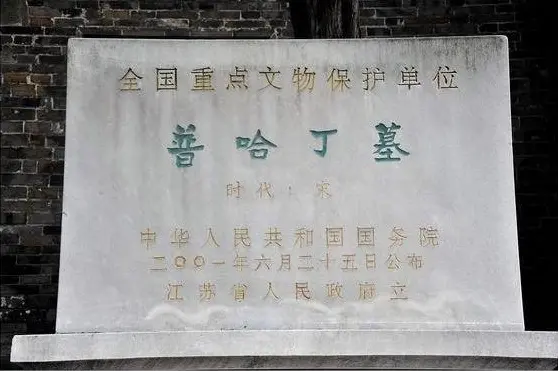 全国重点文物保护单位
普哈丁墓
时代:宋
中华人民共和国国务院
二〇〇一年六月二十五日公布
江苏省人民政府立